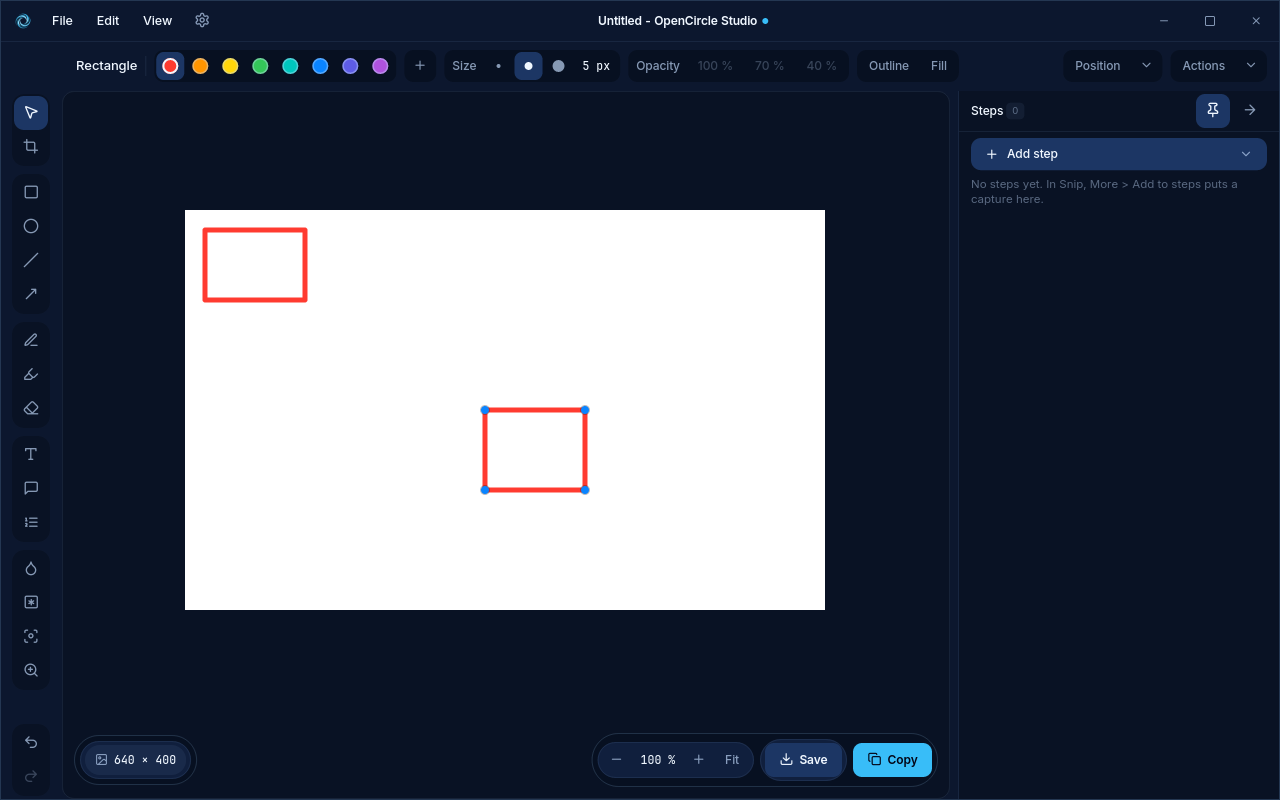 File Edit View Untitled - OpenCircle Studio
Rectangle Size 5 px Opacity 100 % 70 % 40 % Outline Fill Position Actions
Steps 0
Add step
No steps yet. In Snip, More > Add to steps puts a
capture here.
640 × 400 100 % Fit Save Copy